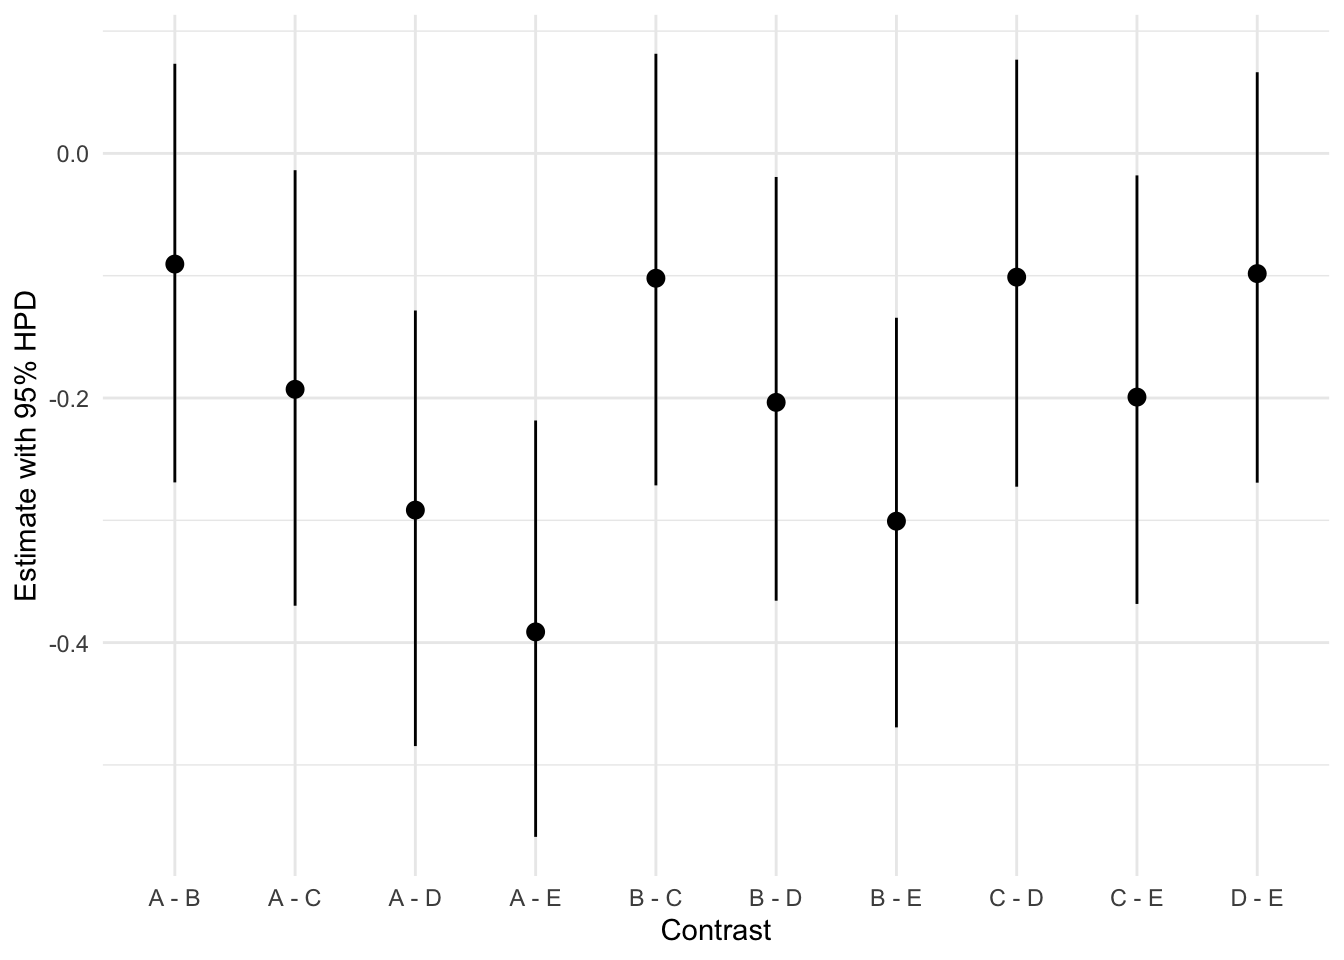 0.0
-0.2
-0.4
Estimate with 95% HPD
A - B
A - C
A - D
A - E
B - C
B - D
B - E
C - D
C - E
D - E
Contrast